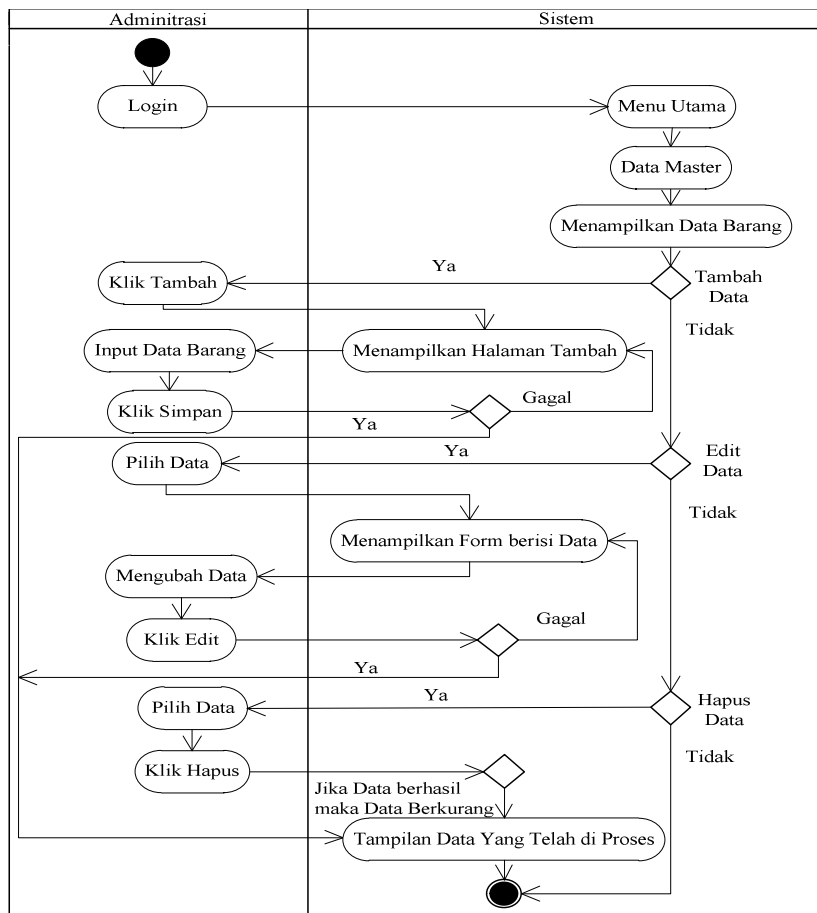 Adminitrasi
Sistem
Login
Menu Utama
Data Master
Menampilkan Data Barang
Ya
Klik Tambah
Tambah
Data
Tidak
Input Data Barang
Menampilkan Halaman Tambah
Klik Simpan
Gagal
Ya
Pilih Data
Ya
Edit
Data
Tidak
Menampilkan Form berisi Data
Mengubah Data
Klik Edit
Gagal
Ya
Pilih Data
Ya
Hapus
Data
Tidak
Klik Hapus
Jika Data berhasil
maka Data Berkurang
Tampilan Data Yang Telah di Proses